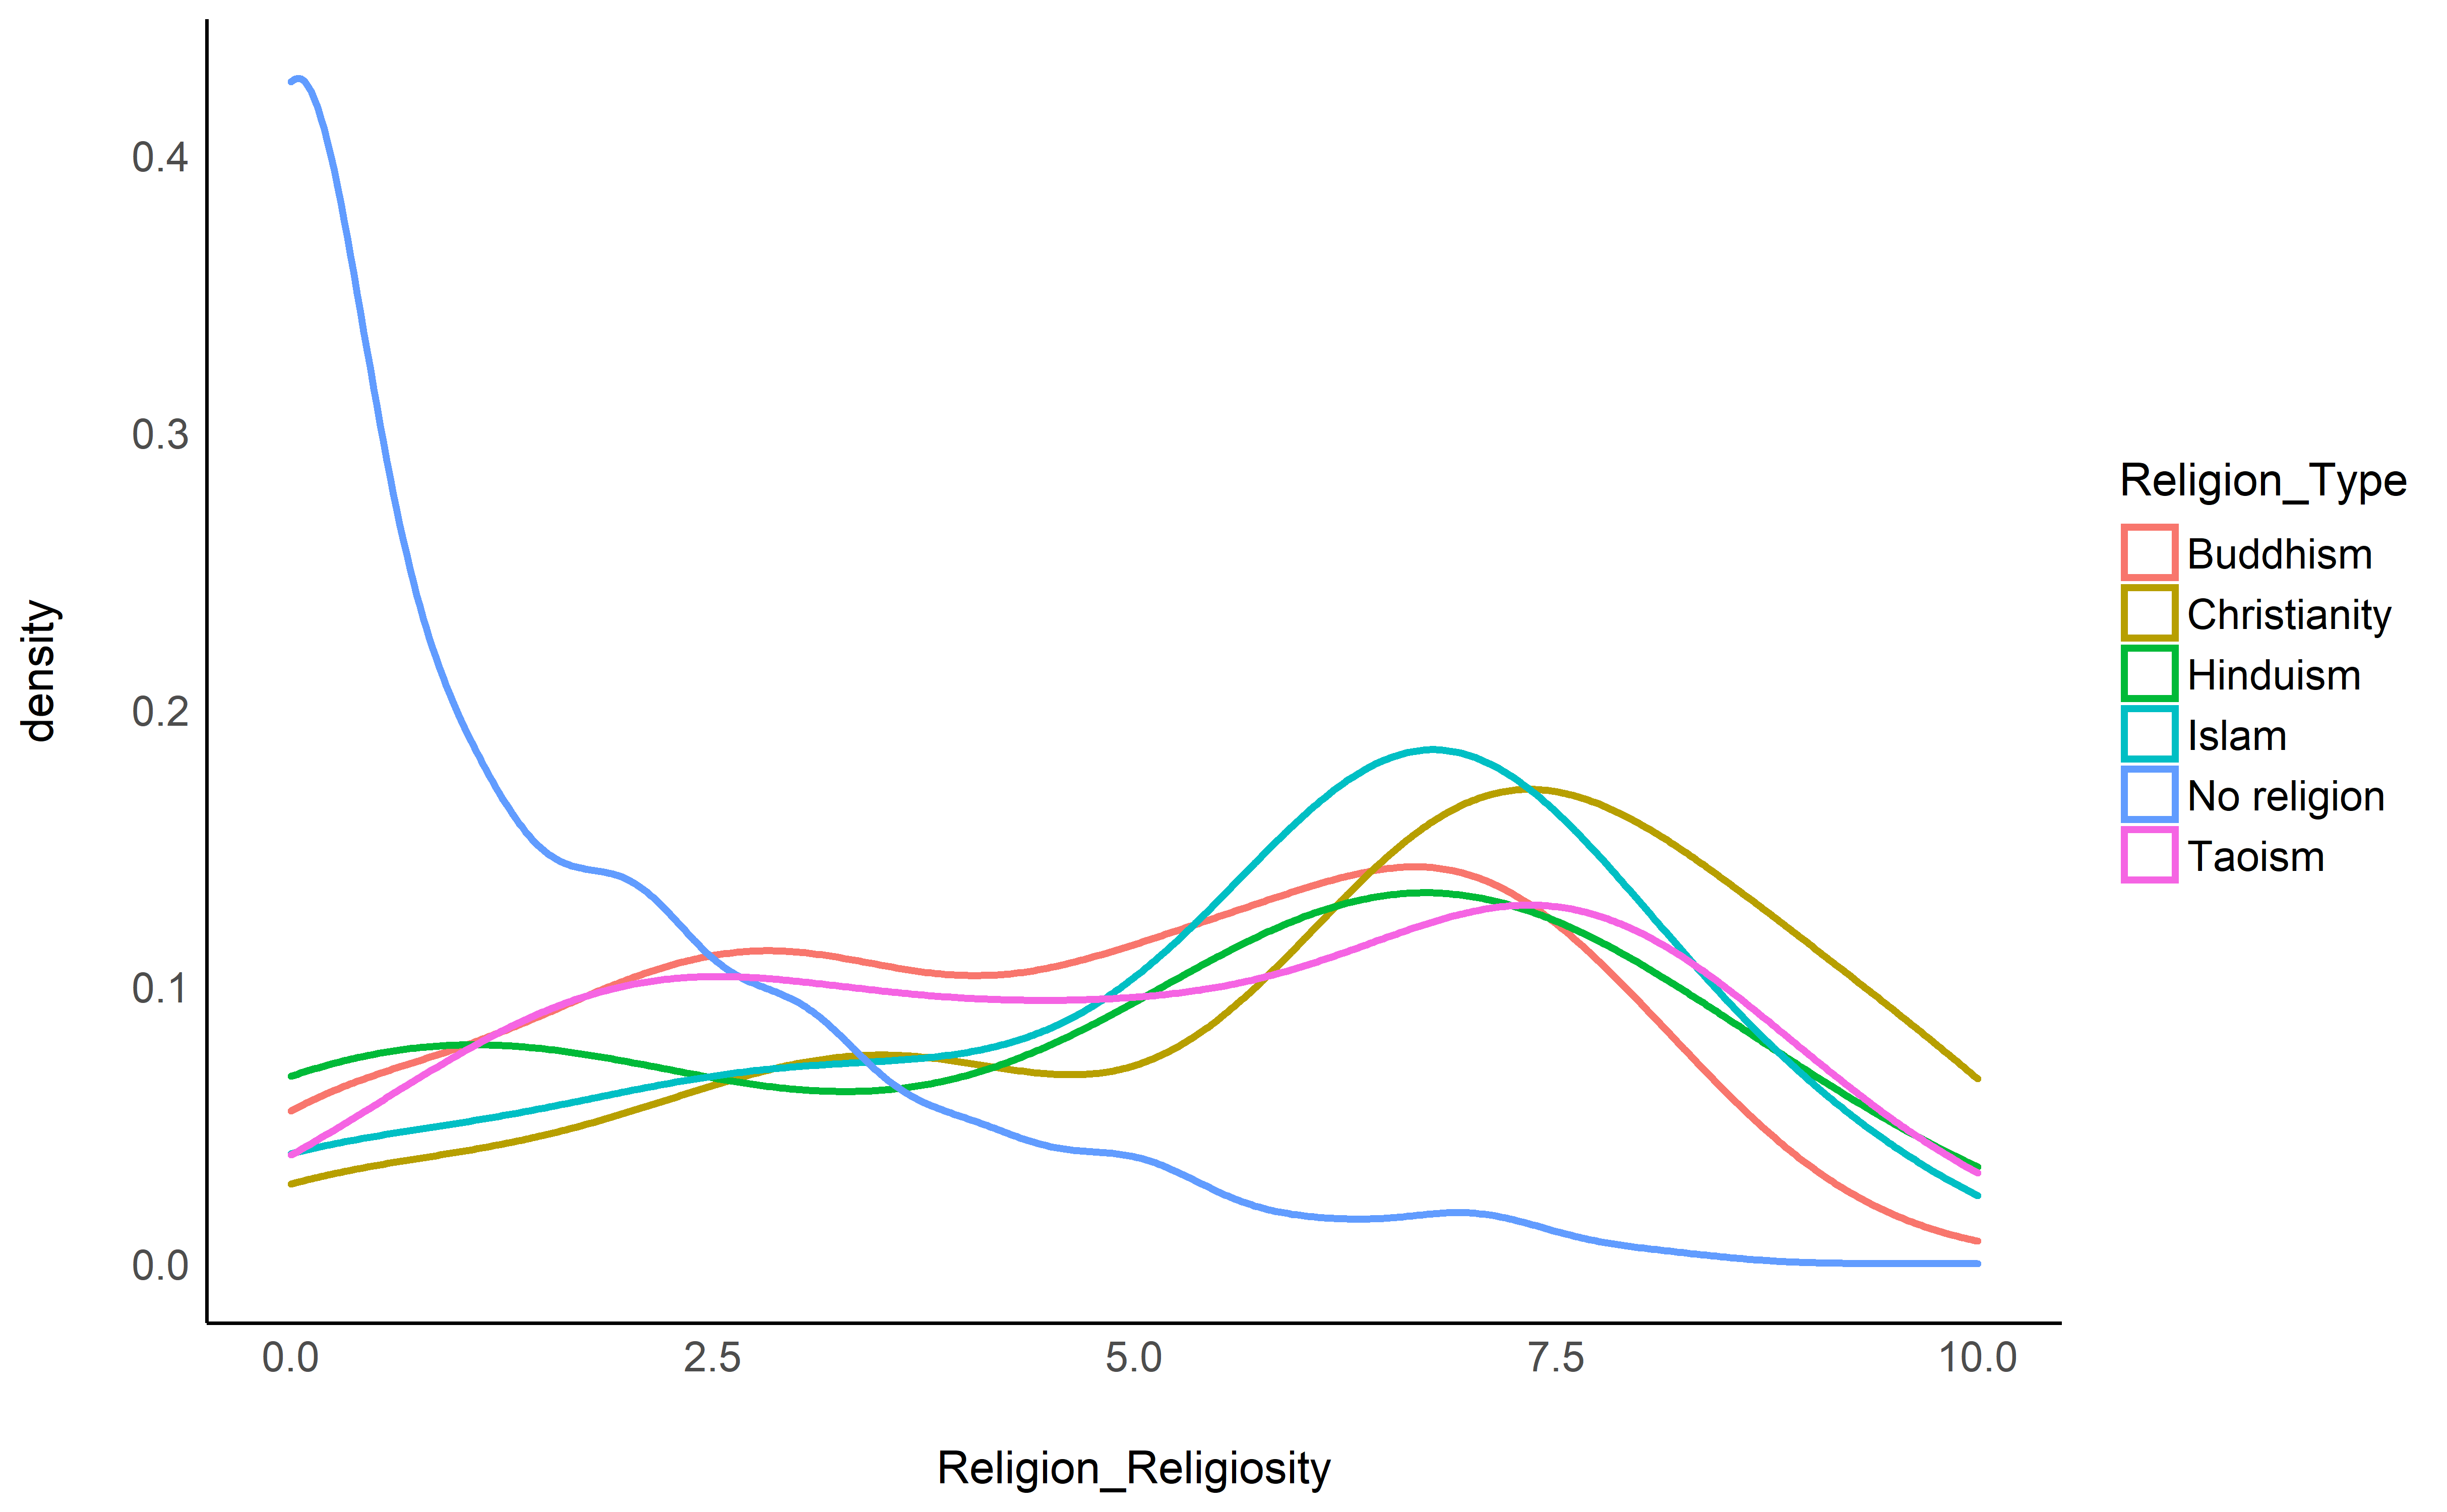 0.4
0.3
0.2
0.1
0.0
density
0.0 2.5 5.0 7.5 10.0
Religion_Religiosity
Religion_Type
Buddhism
Christianity
Hinduism
Islam
No religion
Taoism